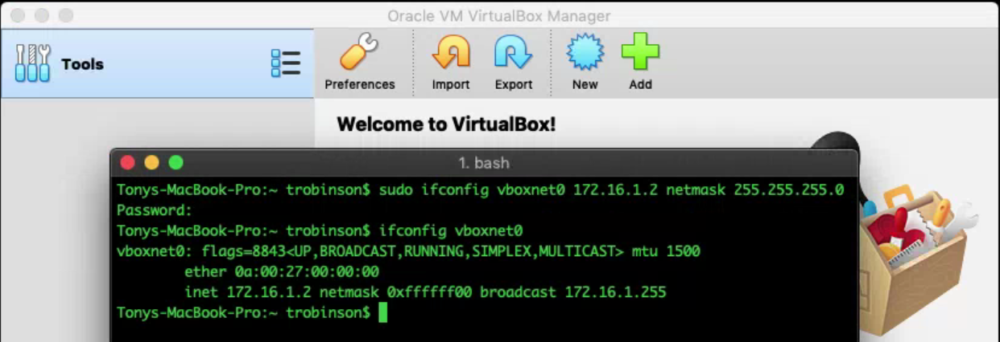 Oracle VM VirtualBox Manager
Tools
Preferences
Import
Export
New
Add
Welcome to VirtualBox!
1. bash
Tonys-MacBook-Pro:~ trobinson$ sudo ifconfig vboxnet0 172.16.1.2 netmask 255.255.255.0
Password:
Tonys-MacBook-Pro:~ trobinson$ ifconfig vboxnet0
vboxnet0: flags=8843<UP,BROADCAST,RUNNING,SIMPLEX,MULTICAST> mtu 1500
ether 0a:00:27:00:00:00
inet 172.16.1.2 netmask 0xffffff00 broadcast 172.16.1.255
Tonys-MacBook-Pro:~ trobinson$